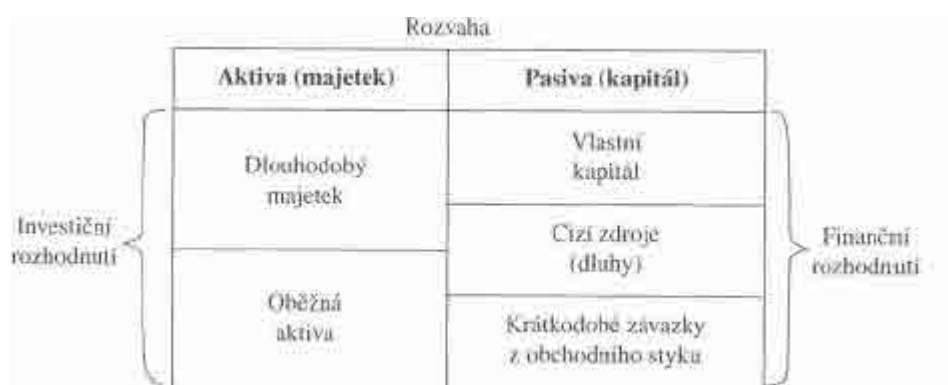 Rozvaha
Aktiva (majetek)
Pasiva (kapitál)
Investiční
rozhodnutí
Dlouhodobý
majetek
Oběžná
aktiva
Vlastní
kapitál
Cizí zdroje
(dluhy)
Krátkodobé závazky
z obchodního styku
Finanční
rozhodnutí